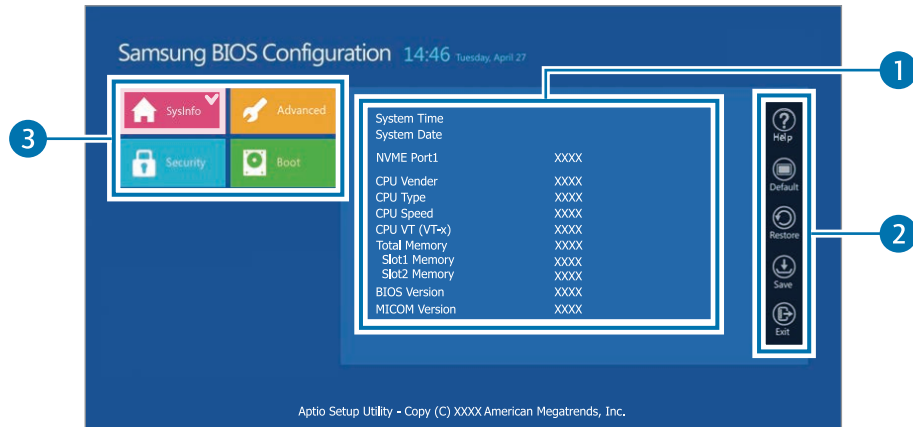 Samsung BIOS Configuration 14:46 Tuesday, April 27
1
3
SysInfo
Advanced
Security
Boot
System Time
System Date
NVME Port1 XXXX
CPU Vender XXXX
CPU Type XXXX
CPU Speed XXXX
CPU VT (VT-x) XXXX
Total Memory XXXX
Slot1 Memory XXXX
Slot2 Memory XXXX
BIOS Version XXXX
MICOM Version XXXX
Help
Default
Restore
Save
Exit
2
Aptio Setup Utility - Copy (C) XXXX American Megatrends, Inc.